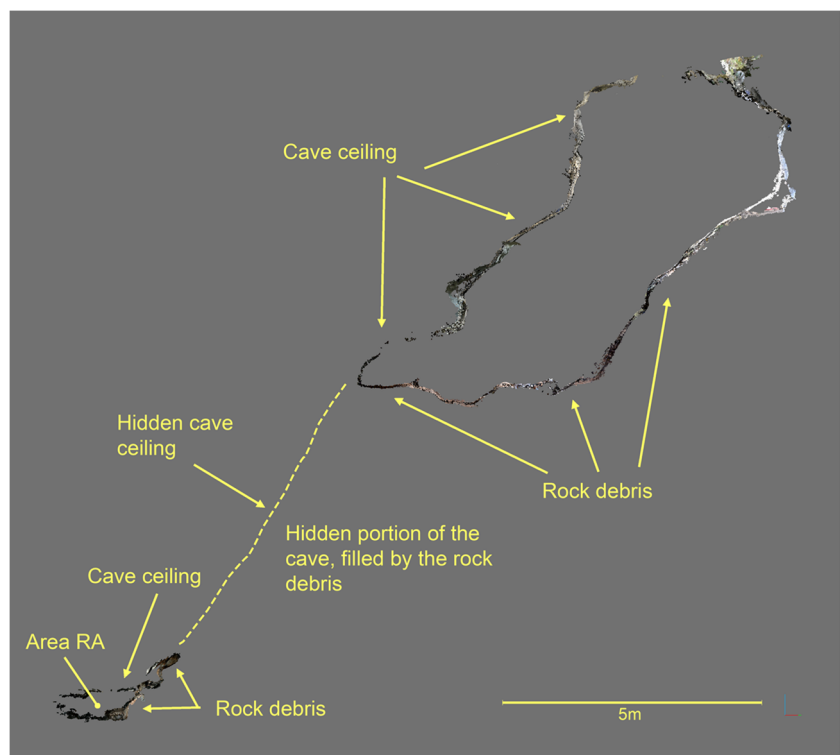 Cave ceiling
Hidden cave
ceiling
Rock debris
Hidden portion of the
cave, filled by the rock
debris
Cave ceiling
Area RA
Rock debris
5m